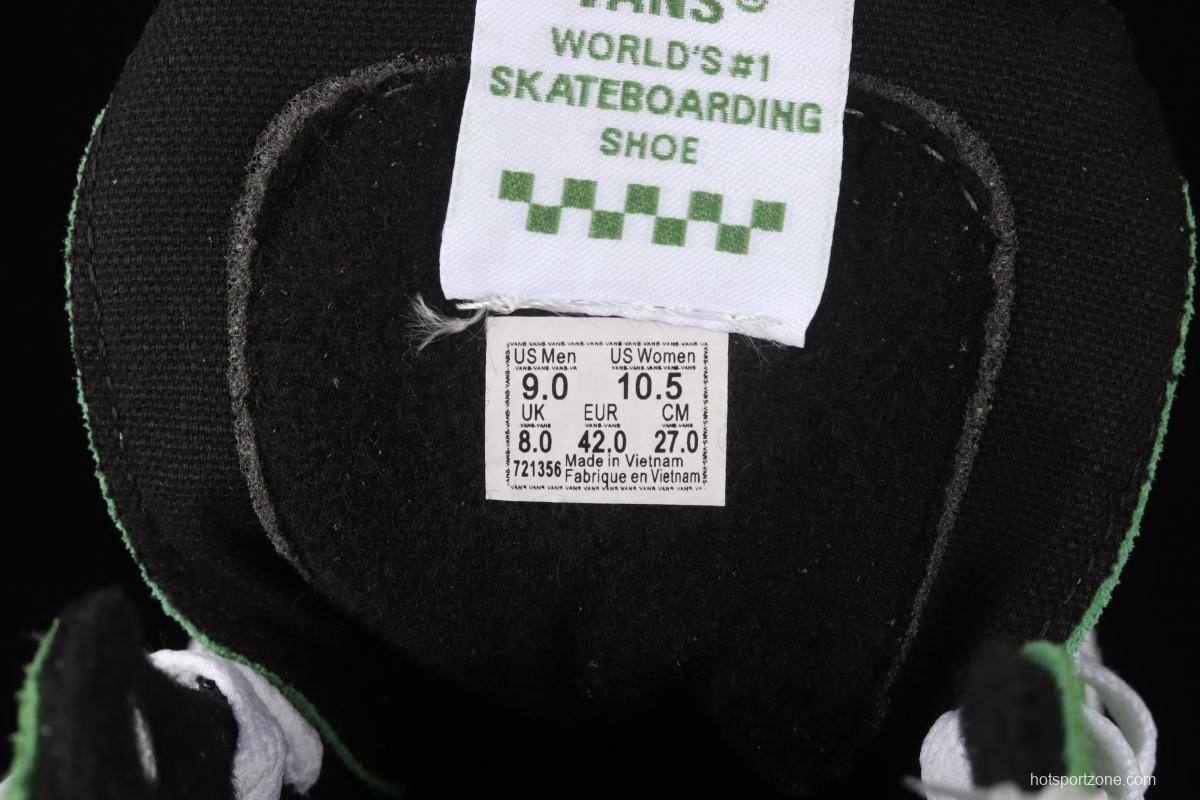 VANS®
WORLD'S #1
SKATEBOARDING
SHOE
US Men US Women
9.0 10.5
UK EUR CM
8.0 42.0 27.0
721356 Made in Vietnam
Fabrique en Vietnam
hotsportzone.com